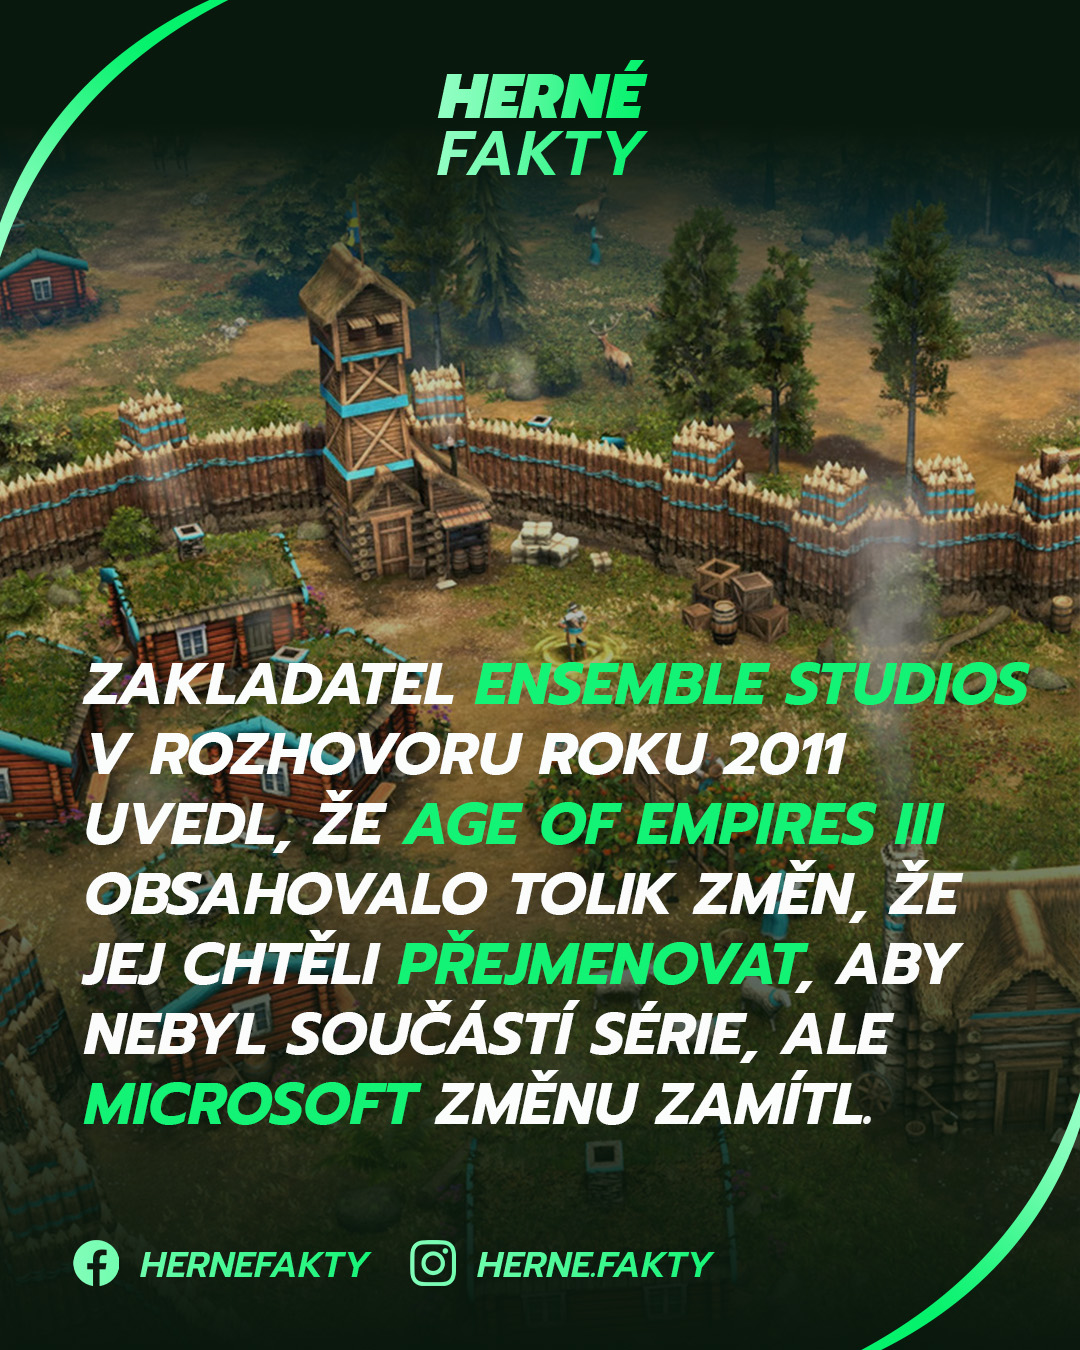 HERNÉ
FAKTY
ZAKLADATEL ENSEMBLE STUDIOS
V ROZHOVORU ROKU 2011
UVEDL, ŽE AGE OF EMPIRES III
OBSAHOVALO TOLIK ZMĚN, ŽE
JEJ CHTĚLI PŘEJMENOVAT, ABY
NEBYL SOUČÁSTÍ SÉRIE, ALE
MICROSOFT ZMĚNU ZAMÍTL.
HERNEFAKTY HERNE.FAKTY